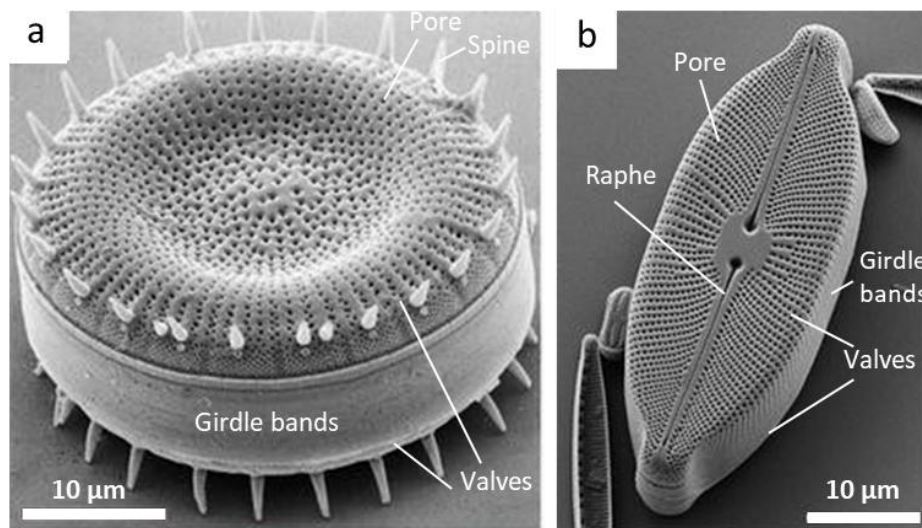 a
Pore
Spine
Girdle bands
Valves
10 µm
b
Pore
Raphe
Girdle
bands
Valves
10 µm